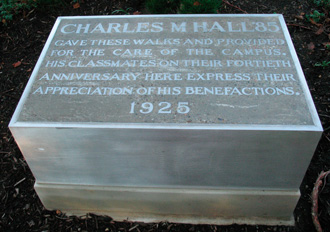 CHARLES M HALL '85
GAVE THESE WALKS AND PROVIDED
FOR THE CARE OF THE CAMPUS.
HIS CLASSMATES ON THEIR FORTIETH
ANNIVERSARY HERE EXPRESS THEIR
APPRECIATION OF HIS BENEFACTIONS.
1925